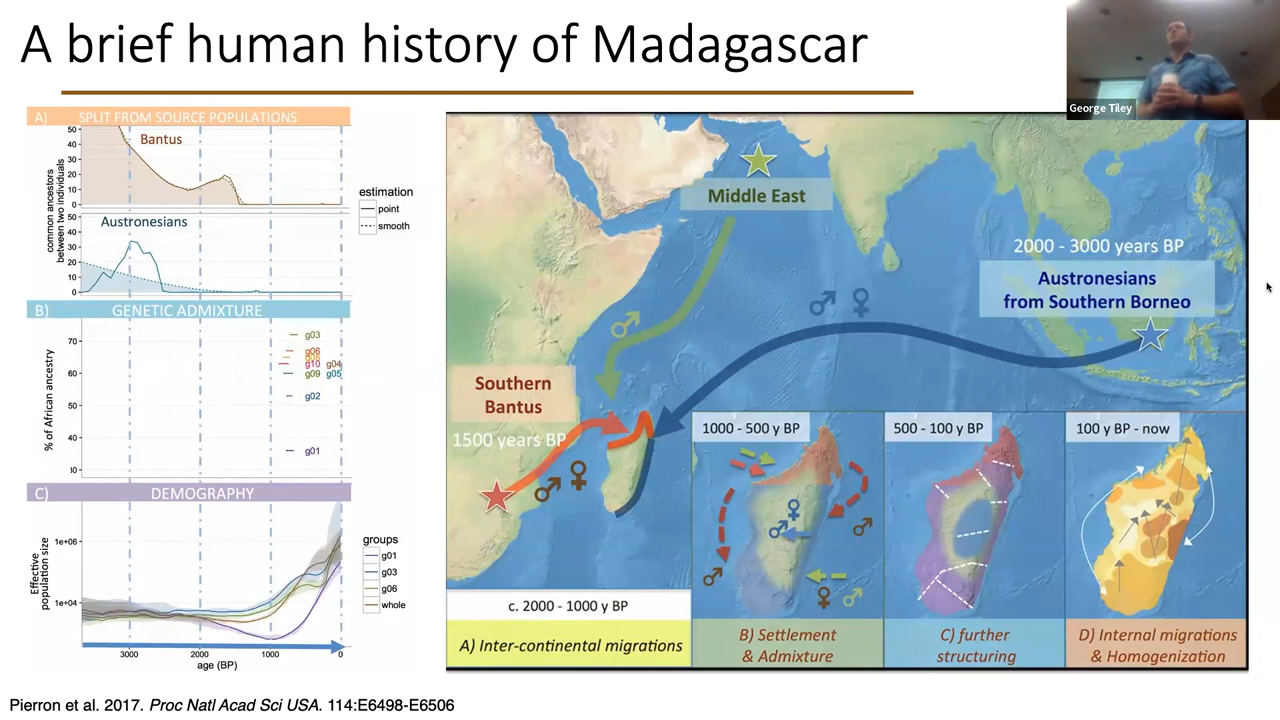 A brief human history of Madagascar
George Tiley
A) SPLIT FROM SOURCE POPULATIONS
Bantus
50
40
30
20
10
0
Austronesians
50
40
30
20
10
0
common ancestors
between two individuals
estimation
point
smooth
B) GENETIC ADMIXTURE
% of African ancestry
70
60
50
40
30
g03
g06
g10 g04
g09 g05
g02
g01
C) DEMOGRAPHY
Effective
population size
1e+06
1e+04
groups
g01
g03
g06
whole
3000 2000 1000 0
age (BP)
Middle East
2000 - 3000 years BP
Austronesians
from Southern Borneo
Southern
Bantus
1500 years BP
c. 2000 - 1000 y BP
A) Inter-continental migrations
1000 - 500 y BP
B) Settlement
& Admixture
500 - 100 y BP
C) further
structuring
100 y BP - now
D) Internal migrations
& Homogenization
Pierron et al. 2017. Proc Natl Acad Sci USA. 114:E6498-E6506